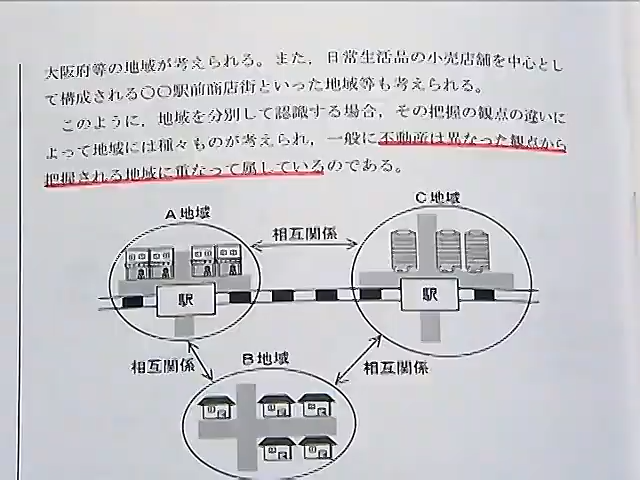 大阪府等の地域が考えられる。また，日常生活品の小売店舗を中心とし
て構成される〇〇駅前商店街といった地域等も考えられる。
このように，地域を分別して認識する場合，その把握の観点の違いに
よって地域には種々ものが考えられ，一般に不動産は異なった観点から
把握される地域に重なって属しているのである。
A地域
C地域
相互関係
駅
駅
相互関係
B地域
相互関係